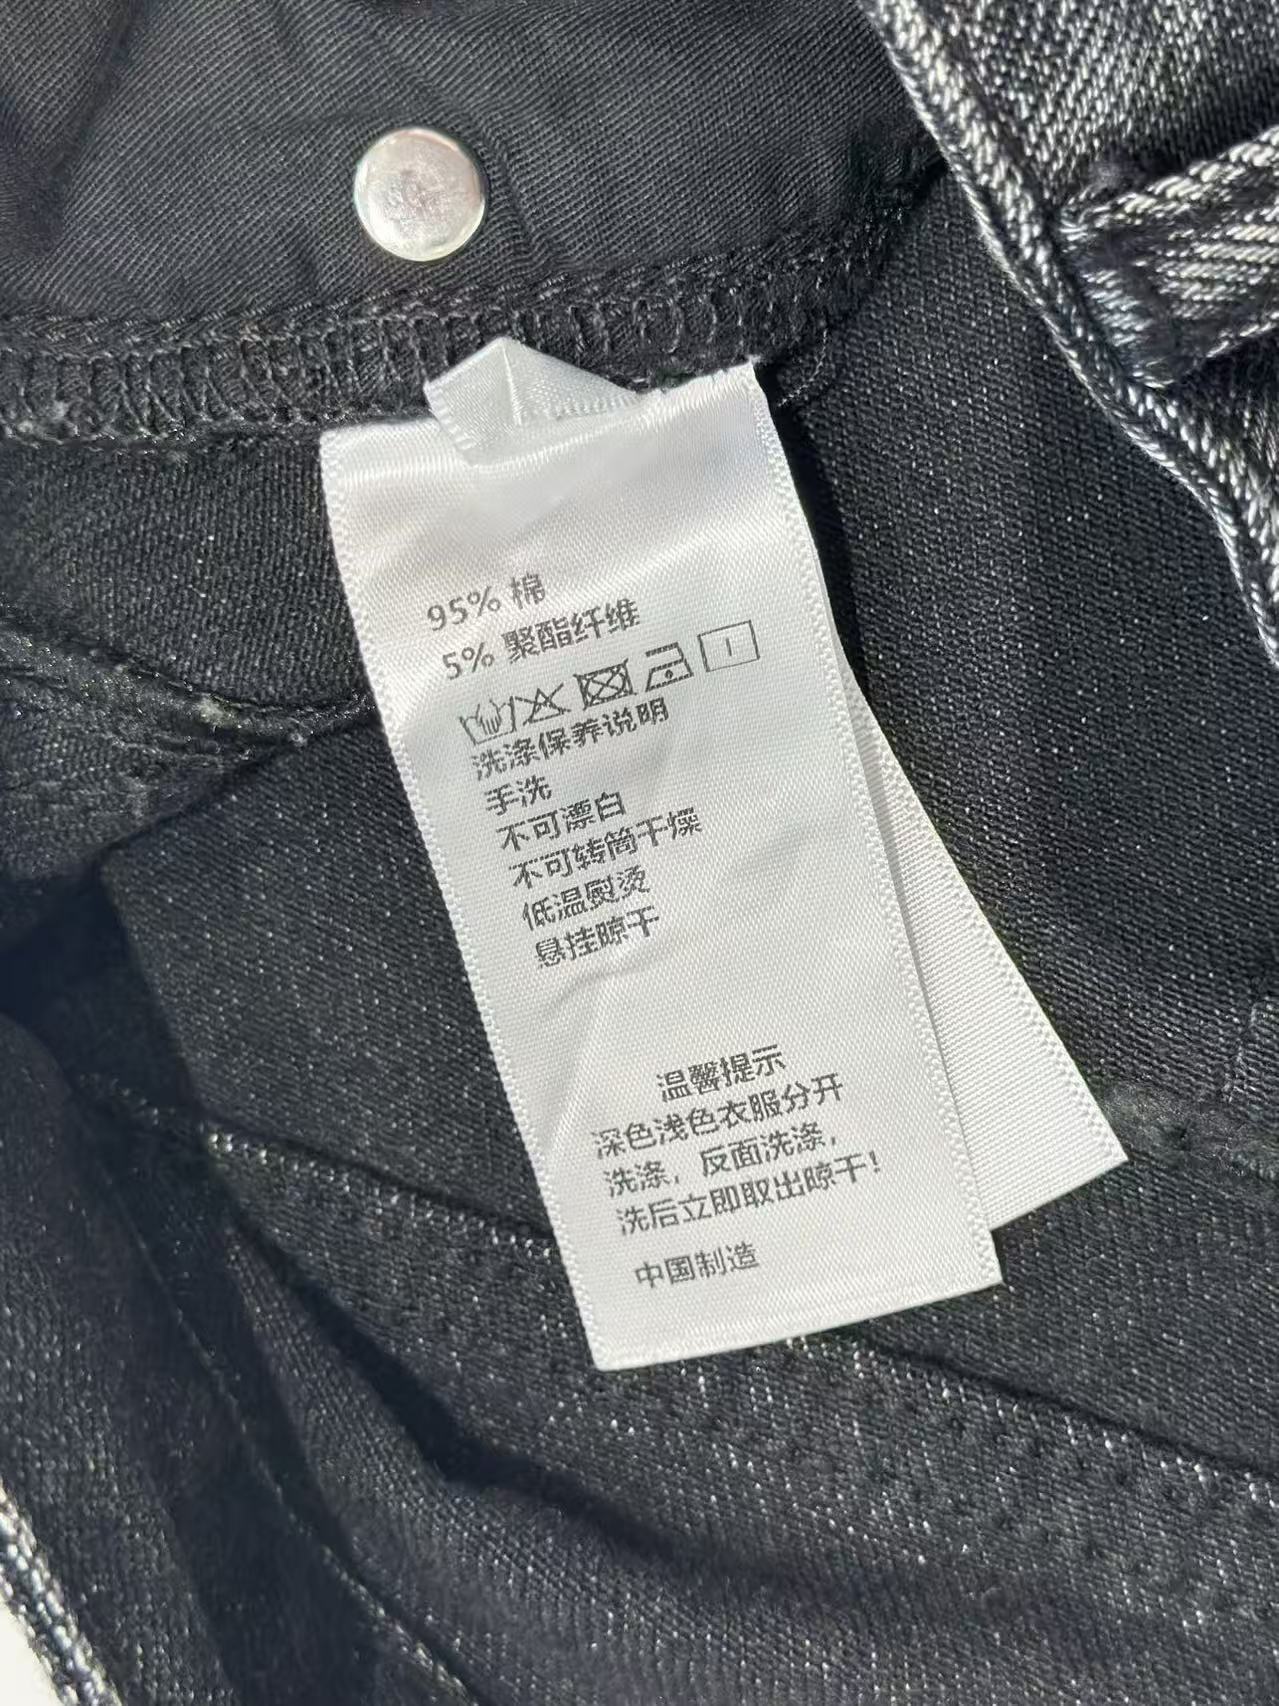 95% 棉
5% 聚酯纤维
洗涤保养说明
手洗
不可漂白
不可转筒干燥
低温熨烫
悬挂晾干
温馨提示
深色浅色衣服分开
洗涤，反面洗涤，
洗后立即取出晾干！
中国制造